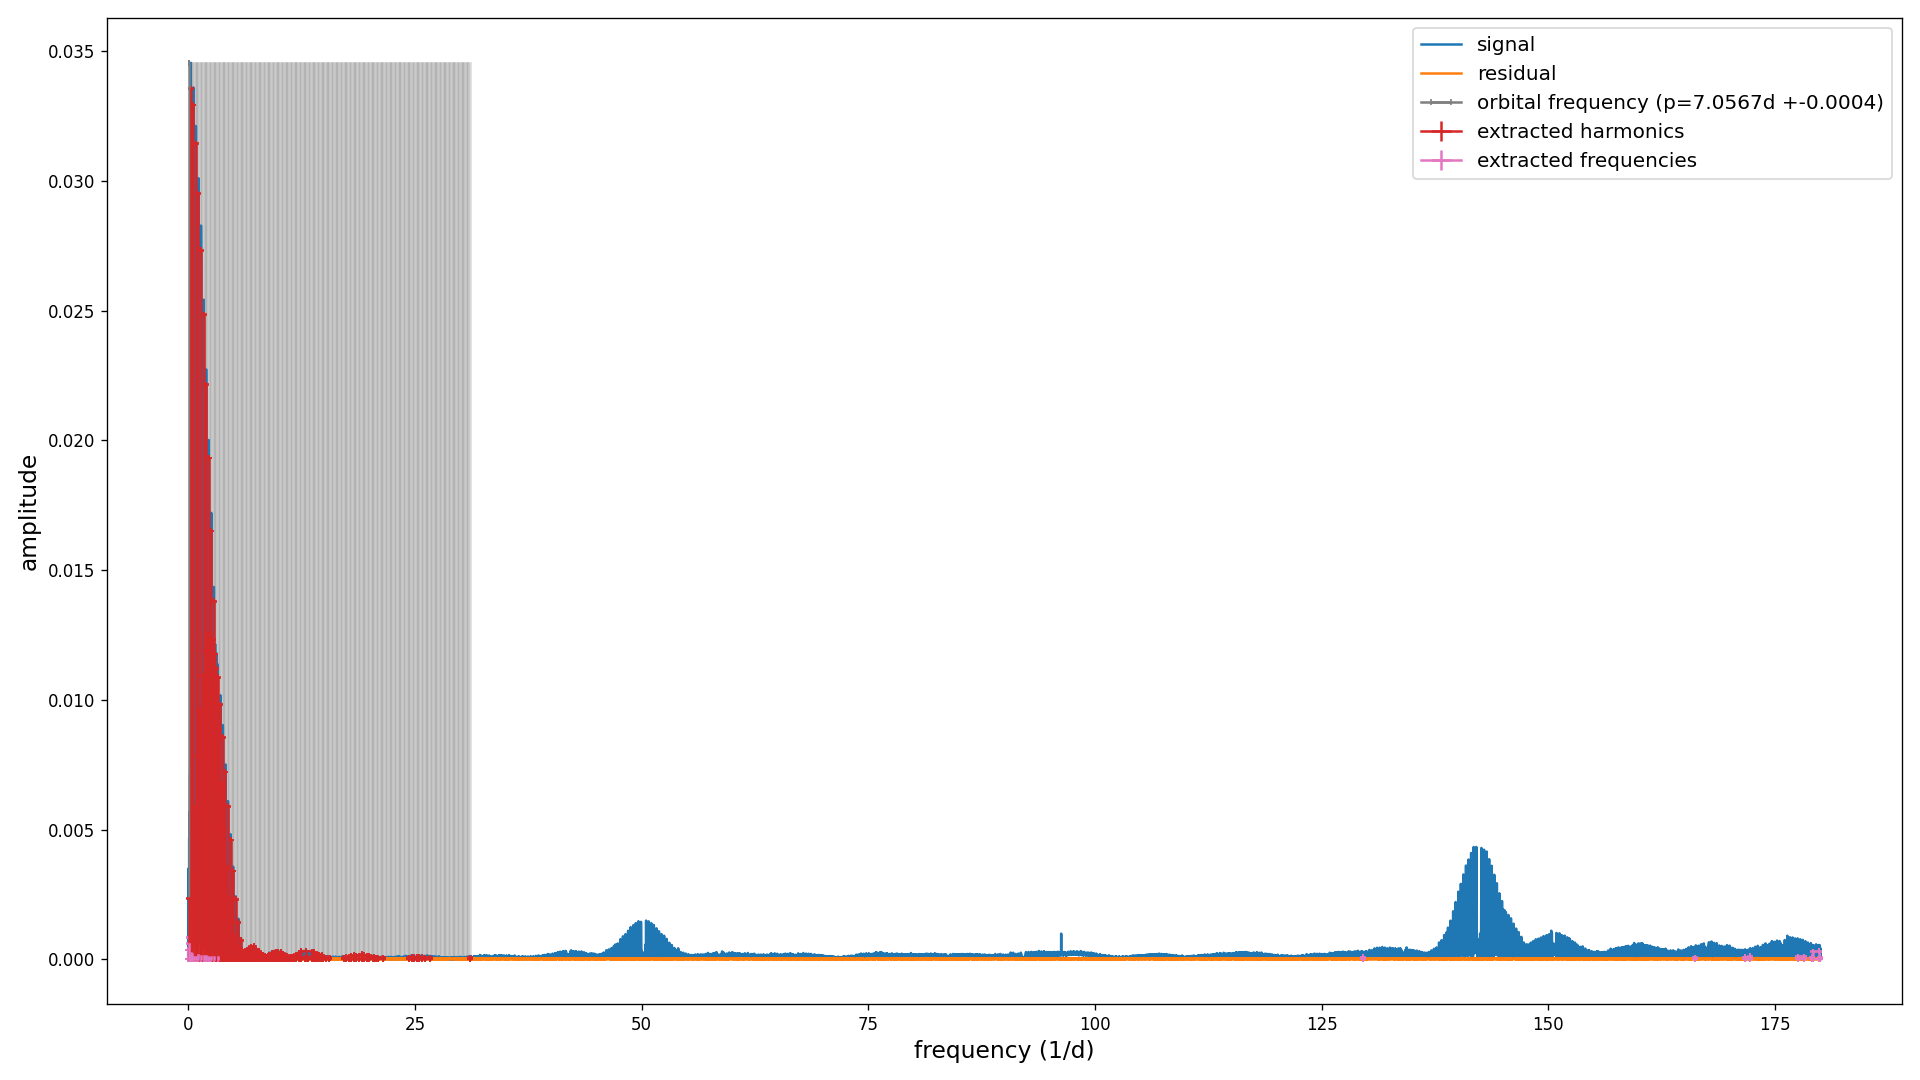 signal
residual
orbital frequency (p=7.0567d +-0.0004)
extracted harmonics
extracted frequencies
0.035
0.030
0.025
0.020
0.015
0.010
0.005
0.000
amplitude
0 25 50 75 100 125 150 175
frequency (1/d)